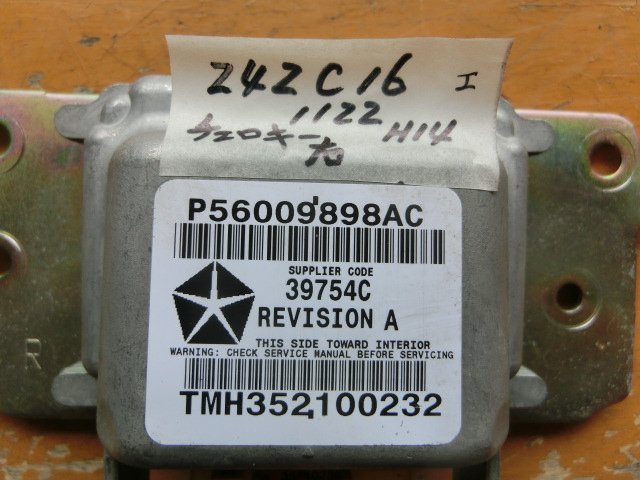 242C16 エ
1122
チェロキー H14
P56009898AC
SUPPLIER CODE
39754C
REVISION A
THIS SIDE TOWARD INTERIOR
WARNING: CHECK SERVICE MANUAL BEFORE SERVICING
TMH352100232
R